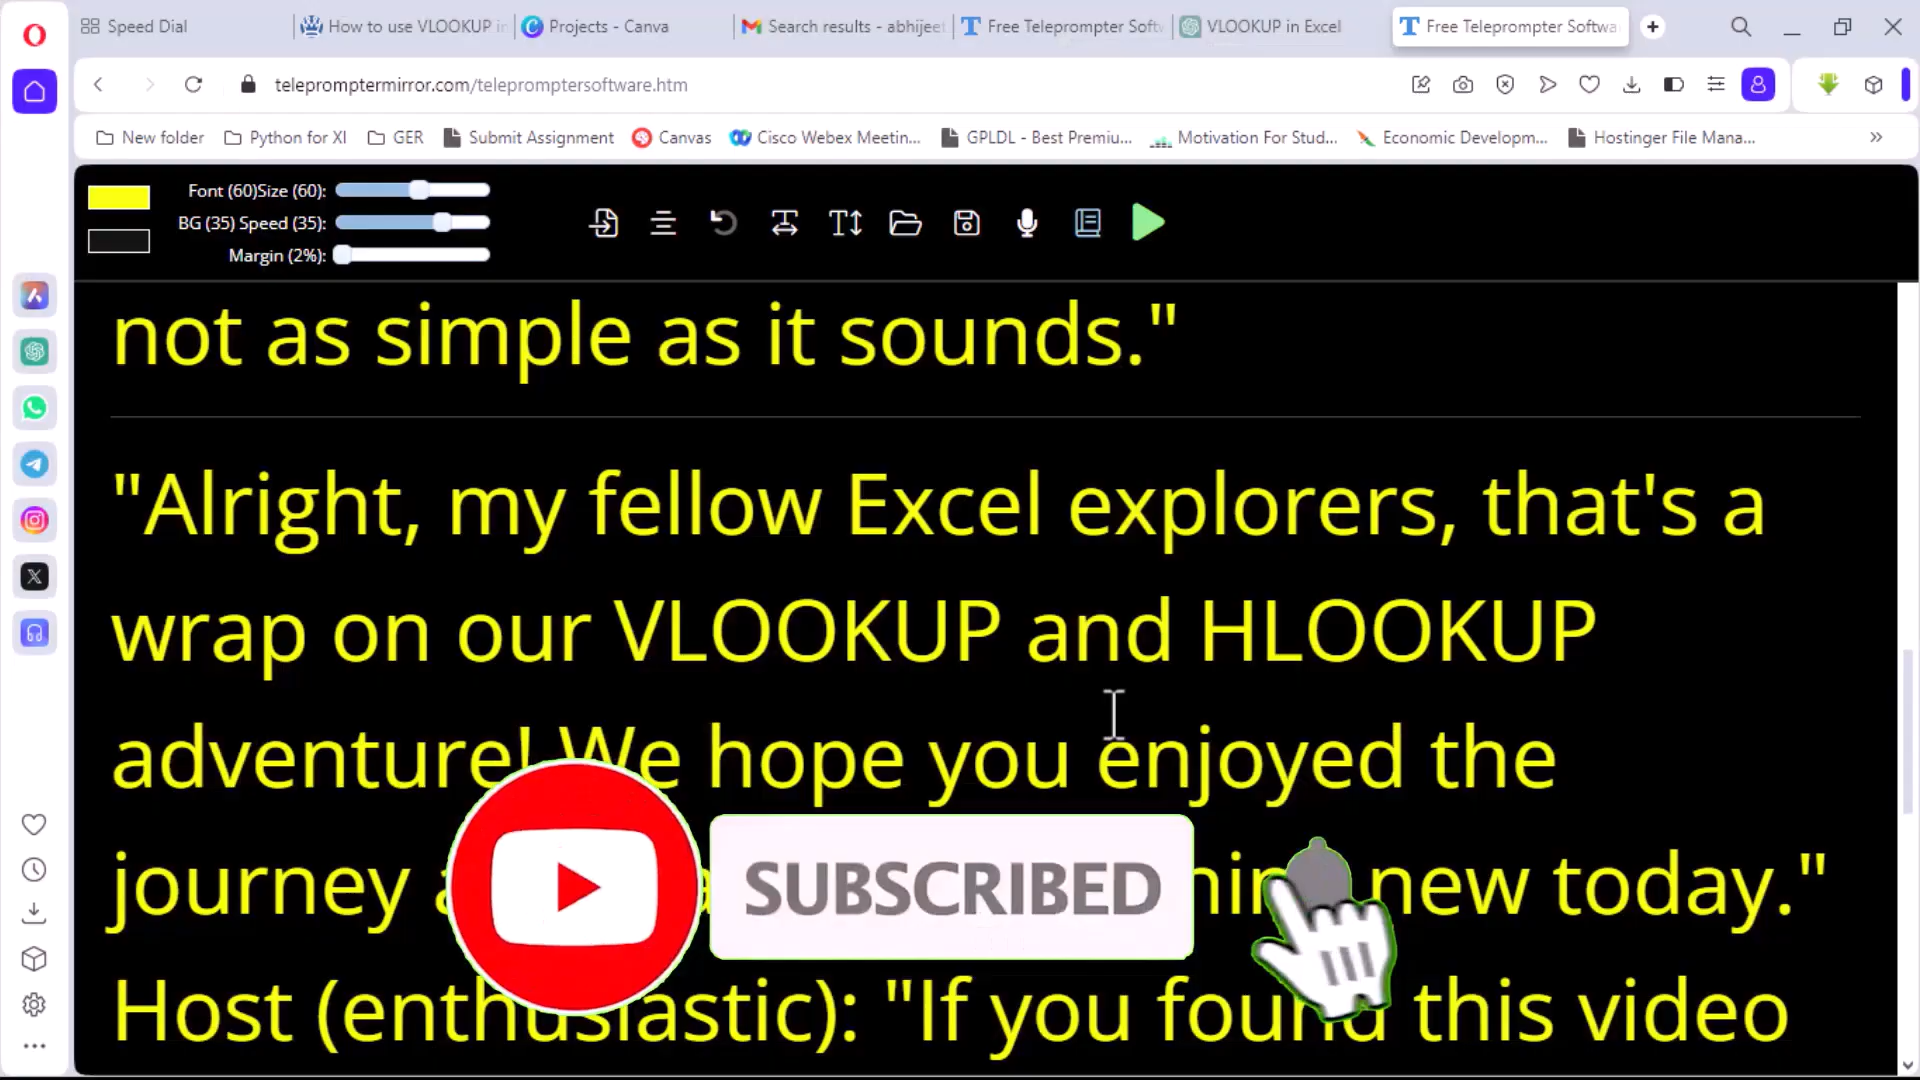 Speed Dial
How to use VLOOKUP in
Projects - Canva
Search results - abhijeet
Free Teleprompter Softw
VLOOKUP in Excel
Free Teleprompter Softwa
telepromptermirror.com/telepromptersoftware.htm
New folder
Python for XI
GER
Submit Assignment
Canvas
Cisco Webex Meetin...
GPLDL - Best Premiu...
Motivation For Stud...
Economic Developm...
Hostinger File Mana...
Font (60)Size (60):
BG (35) Speed (35):
Margin (2%):
not as simple as it sounds."
"Alright, my fellow Excel explorers, that's a
wrap on our VLOOKUP and HLOOKUP
adventure! We hope you enjoyed the
journey new today."
SUBSCRIBED
Host (enthusiastic): "If you found this video